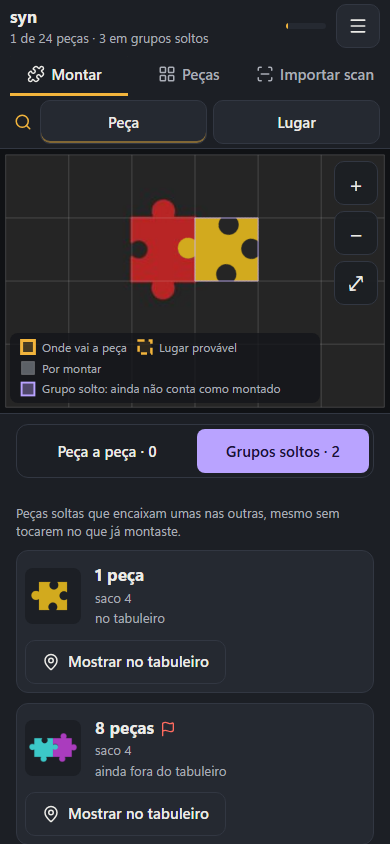 syn
1 de 24 peças · 3 em grupos soltos
Montar
Peças
Importar scan
Peça
Lugar
+
−
Onde vai a peça
Lugar provável
Por montar
Grupo solto: ainda não conta como montado
Peça a peça · 0
Grupos soltos · 2
Peças soltas que encaixam umas nas outras, mesmo sem
tocarem no que já montaste.
1 peça
saco 4
no tabuleiro
Mostrar no tabuleiro
8 peças
saco 4
ainda fora do tabuleiro
Mostrar no tabuleiro